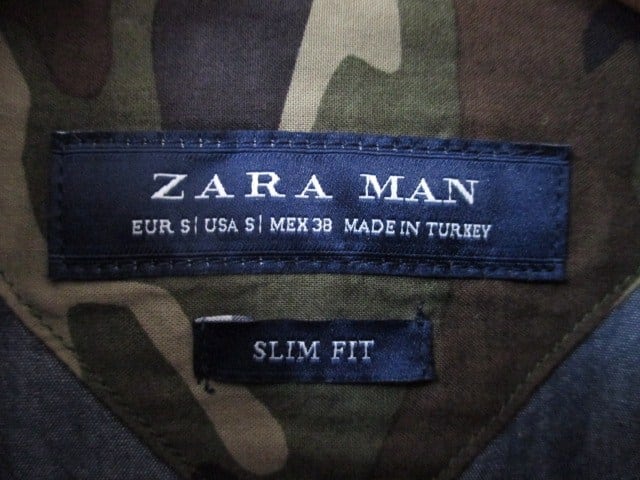 ZARA MAN
EUR S| USA S| MEX 38 MADE IN TURKEY
SLIM FIT